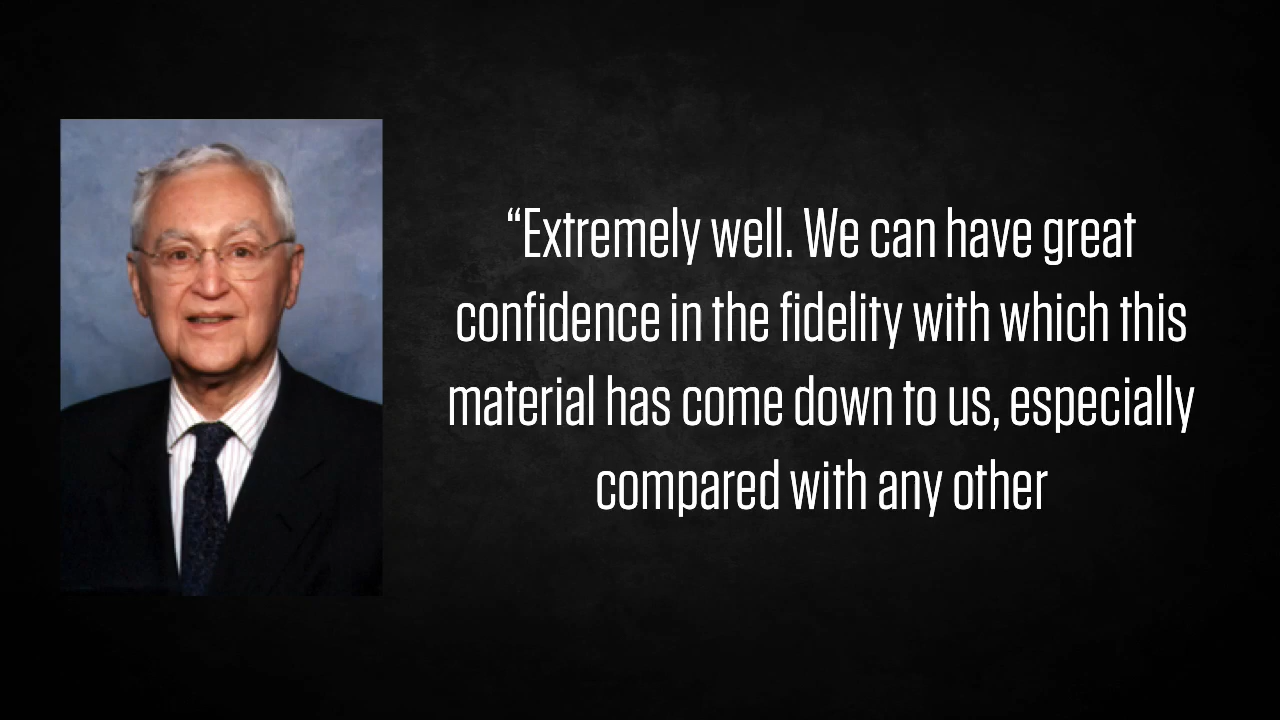 “Extremely well. We can have great
confidence in the fidelity with which this
material has come down to us, especially
compared with any other